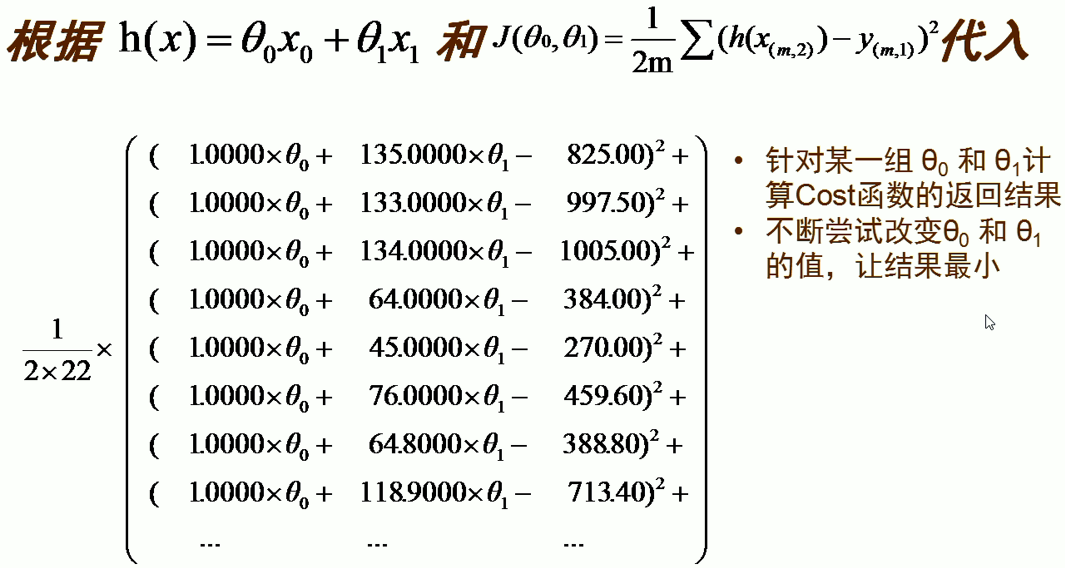 根据 h(x) = θ₀x₀ + θ₁x₁ 和 J(θ₀,θ₁) = 1/2m ∑(h(x₍ₘ,₂₎) − y₍ₘ,₁₎)² 代入
( 1.0000×θ₀ + 135.0000×θ₁ − 825.00)² +
( 1.0000×θ₀ + 133.0000×θ₁ − 997.50)² +
( 1.0000×θ₀ + 134.0000×θ₁ − 1005.00)² +
( 1.0000×θ₀ + 64.0000×θ₁ − 384.00)² +
1/2×22 ×
( 1.0000×θ₀ + 45.0000×θ₁ − 270.00)² +
( 1.0000×θ₀ + 76.0000×θ₁ − 459.60)² +
( 1.0000×θ₀ + 64.8000×θ₁ − 388.80)² +
( 1.0000×θ₀ + 118.9000×θ₁ − 713.40)² +
... ... ...
• 针对某一组 θ₀ 和 θ₁计
算Cost函数的返回结果
• 不断尝试改变θ₀ 和 θ₁
的值，让结果最小